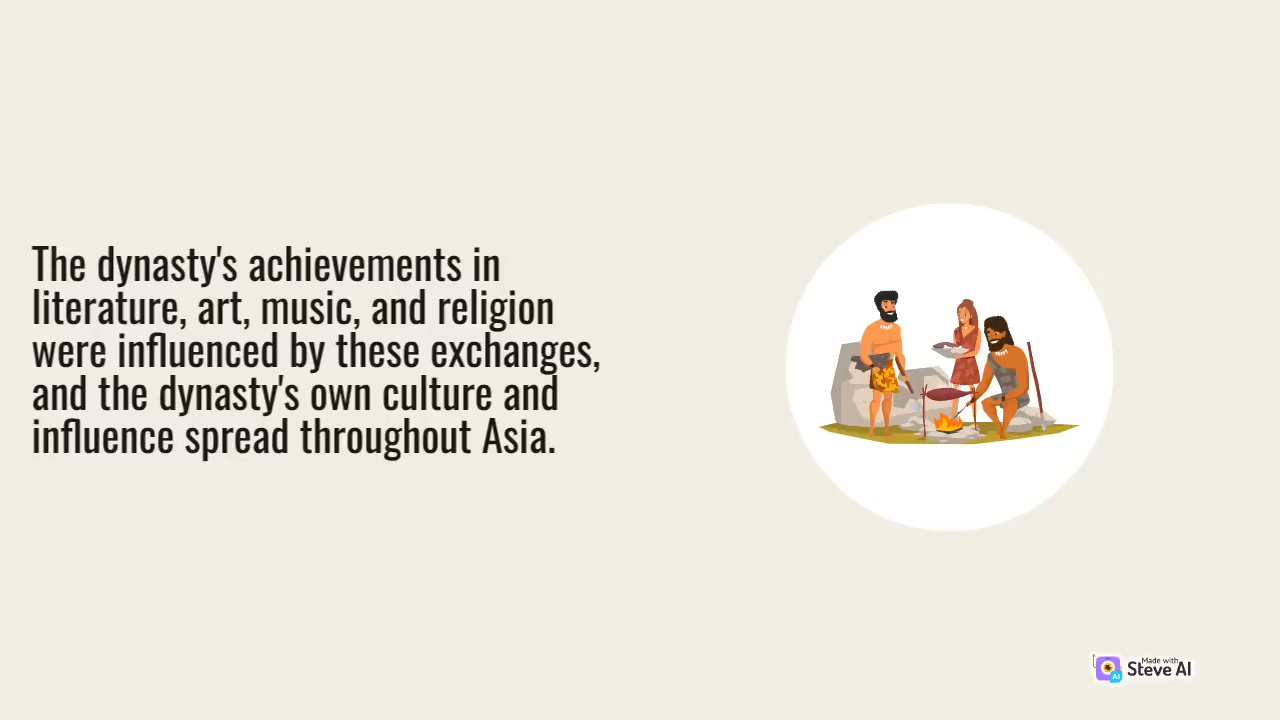 The dynasty's achievements in
literature, art, music, and religion
were influenced by these exchanges,
and the dynasty's own culture and
influence spread throughout Asia.
Made with
Steve AI
AI